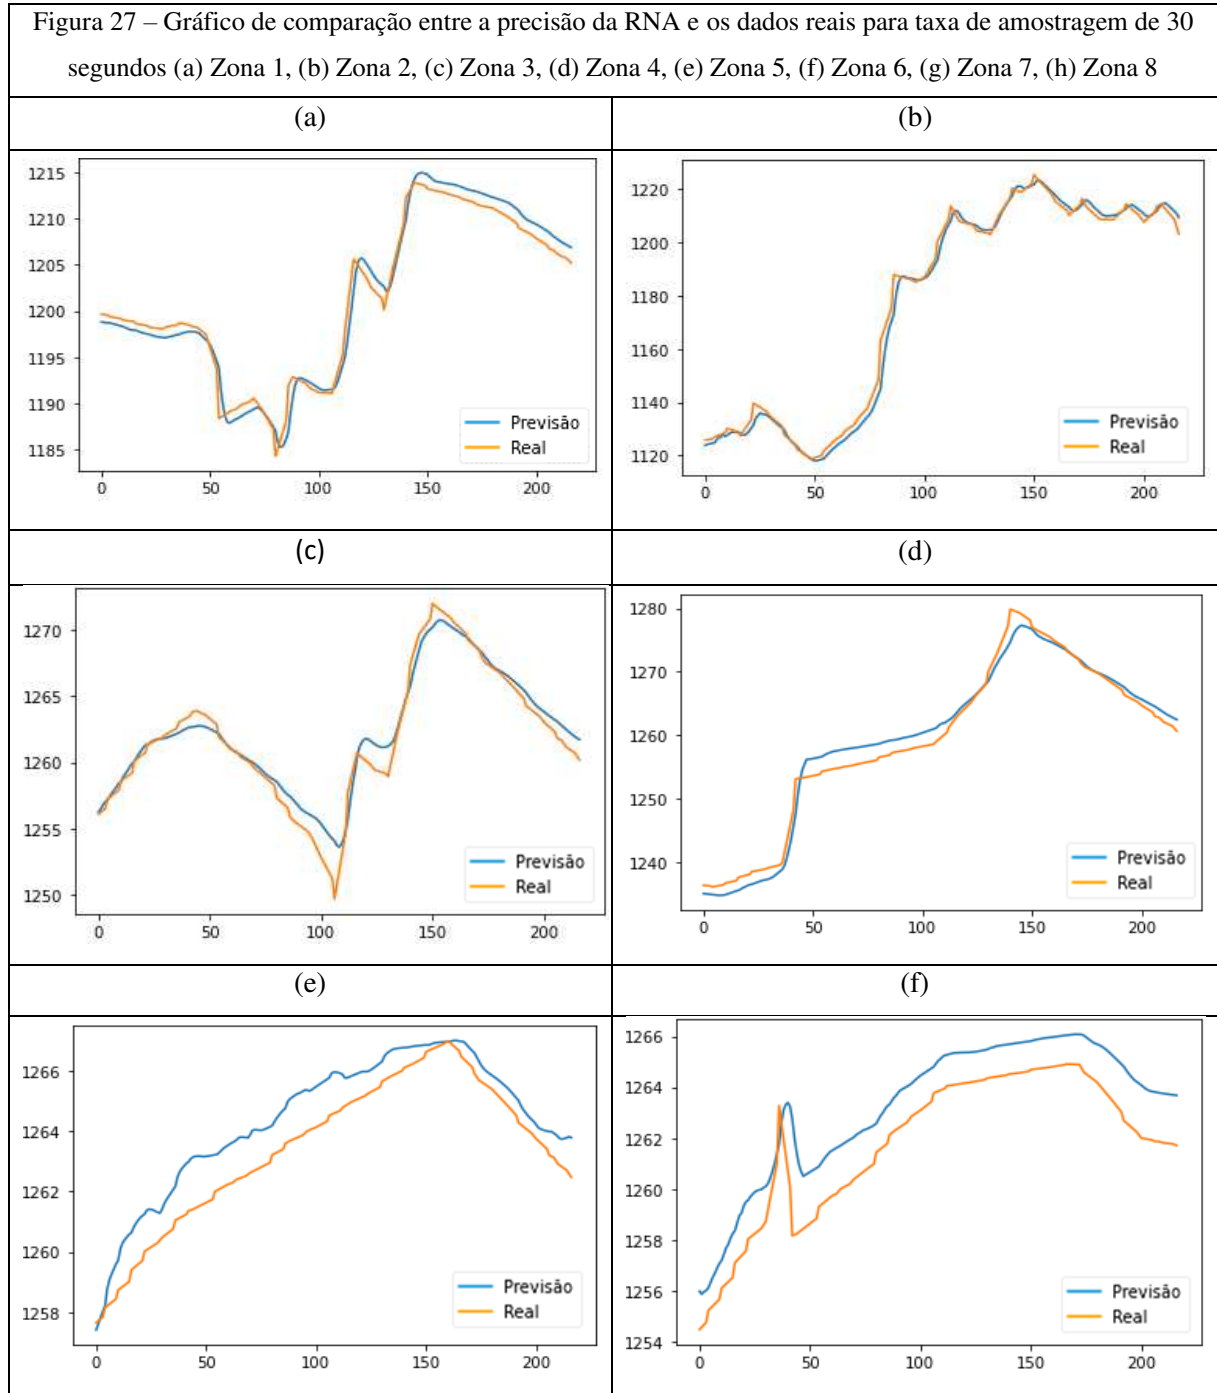 Figura 27 – Gráfico de comparação entre a precisão da RNA e os dados reais para taxa de amostragem de 30
segundos (a) Zona 1, (b) Zona 2, (c) Zona 3, (d) Zona 4, (e) Zona 5, (f) Zona 6, (g) Zona 7, (h) Zona 8
(a)
1215
1210
1205
1200
1195
1190
1185
0 50 100 150 200
Previsão
Real
(b)
1220
1200
1180
1160
1140
1120
0 50 100 150 200
Previsão
Real
(c)
1270
1265
1260
1255
1250
0 50 100 150 200
Previsão
Real
(d)
1280
1270
1260
1250
1240
0 50 100 150 200
Previsão
Real
(e)
1266
1264
1262
1260
1258
0 50 100 150 200
Previsão
Real
(f)
1266
1264
1262
1260
1258
1256
1254
0 50 100 150 200
Previsão
Real